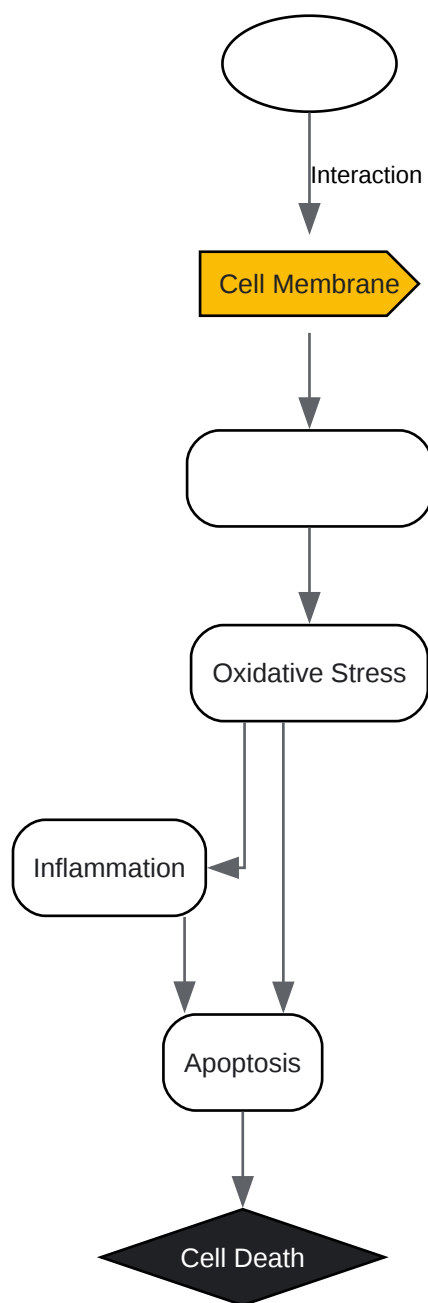 Interaction
Cell Membrane
Oxidative Stress
Inflammation
Apoptosis
Cell Death